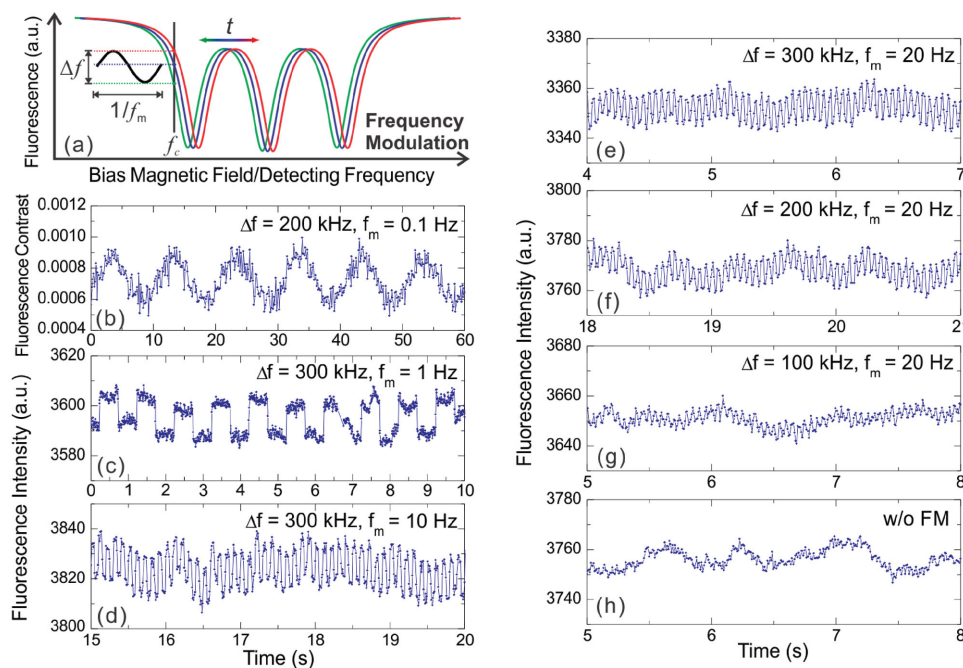 Fluorescence (a.u.)
t
Δf
1/fm
fc
(a)
Frequency
Modulation
Bias Magnetic Field/Detecting Frequency
Fluorescence Contrast
0.0012
0.0010
0.0008
0.0006
0.0004
Δf = 200 kHz, fm = 0.1 Hz
(b)
0 10 20 30 40 50 60
Fluorescence Intensity (a.u.)
3620
3600
3580
Δf = 300 kHz, fm = 1 Hz
(c)
0 1 2 3 4 5 6 7 8 9 10
3840
3820
3800
Δf = 300 kHz, fm = 10 Hz
(d)
15 16 17 18 19 20
Time (s)
Fluorescence Intensity (a.u.)
3380
3360
3340
Δf = 300 kHz, fm = 20 Hz
(e)
4 5 6 7
3800
3780
3760
Δf = 200 kHz, fm = 20 Hz
(f)
18 19 20 21
3680
3660
3640
Δf = 100 kHz, fm = 20 Hz
(g)
5 6 7 8
3780
3760
3740
w/o FM
(h)
5 6 7 8
Time (s)